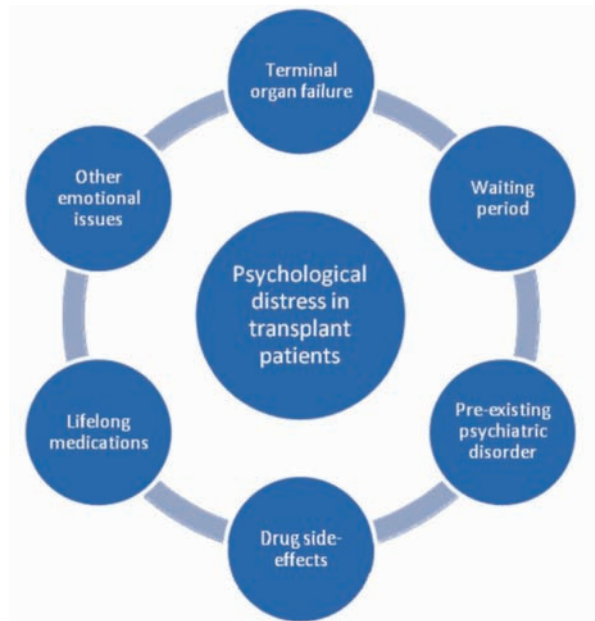 Terminal
organ failure
Waiting
period
Pre-existing
psychiatric
disorder
Drug side-
effects
Lifelong
medications
Other
emotional
issues
Psychological
distress in
transplant
patients